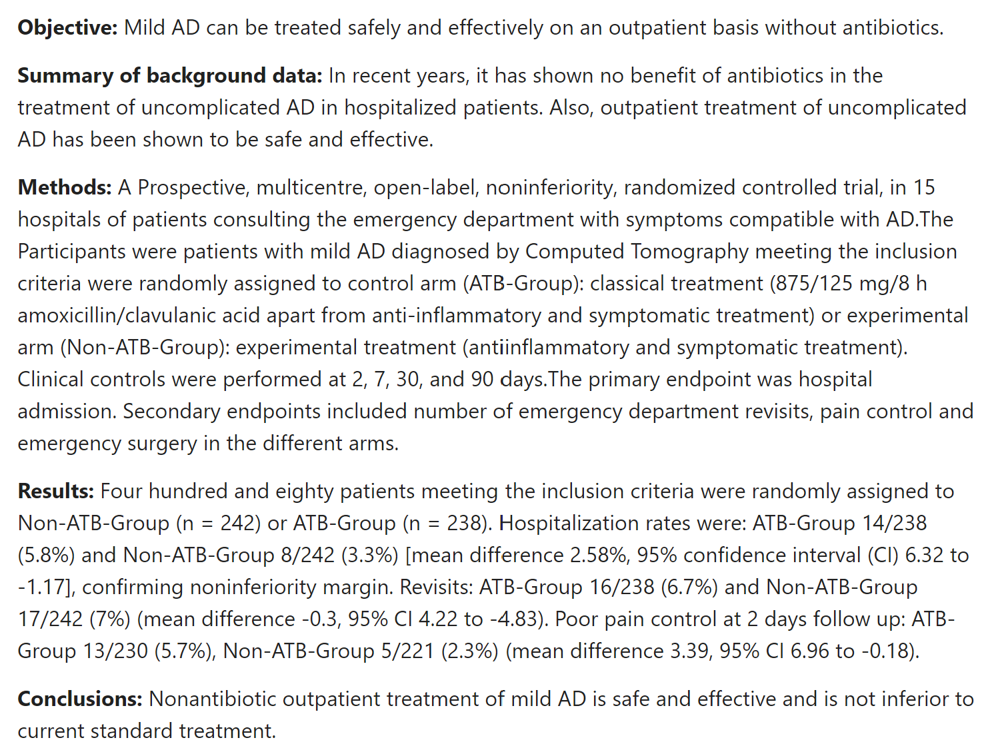 Objective: Mild AD can be treated safely and effectively on an outpatient basis without antibiotics.
Summary of background data: In recent years, it has shown no benefit of antibiotics in the
treatment of uncomplicated AD in hospitalized patients. Also, outpatient treatment of uncomplicated
AD has been shown to be safe and effective.
Methods: A Prospective, multicentre, open-label, noninferiority, randomized controlled trial, in 15
hospitals of patients consulting the emergency department with symptoms compatible with AD.The
Participants were patients with mild AD diagnosed by Computed Tomography meeting the inclusion
criteria were randomly assigned to control arm (ATB-Group): classical treatment (875/125 mg/8 h
amoxicillin/clavulanic acid apart from anti-inflammatory and symptomatic treatment) or experimental
arm (Non-ATB-Group): experimental treatment (antiinflammatory and symptomatic treatment).
Clinical controls were performed at 2, 7, 30, and 90 days.The primary endpoint was hospital
admission. Secondary endpoints included number of emergency department revisits, pain control and
emergency surgery in the different arms.
Results: Four hundred and eighty patients meeting the inclusion criteria were randomly assigned to
Non-ATB-Group (n = 242) or ATB-Group (n = 238). Hospitalization rates were: ATB-Group 14/238
(5.8%) and Non-ATB-Group 8/242 (3.3%) [mean difference 2.58%, 95% confidence interval (CI) 6.32 to
-1.17], confirming noninferiority margin. Revisits: ATB-Group 16/238 (6.7%) and Non-ATB-Group
17/242 (7%) (mean difference -0.3, 95% CI 4.22 to -4.83). Poor pain control at 2 days follow up: ATB-
Group 13/230 (5.7%), Non-ATB-Group 5/221 (2.3%) (mean difference 3.39, 95% CI 6.96 to -0.18).
Conclusions: Nonantibiotic outpatient treatment of mild AD is safe and effective and is not inferior to
current standard treatment.